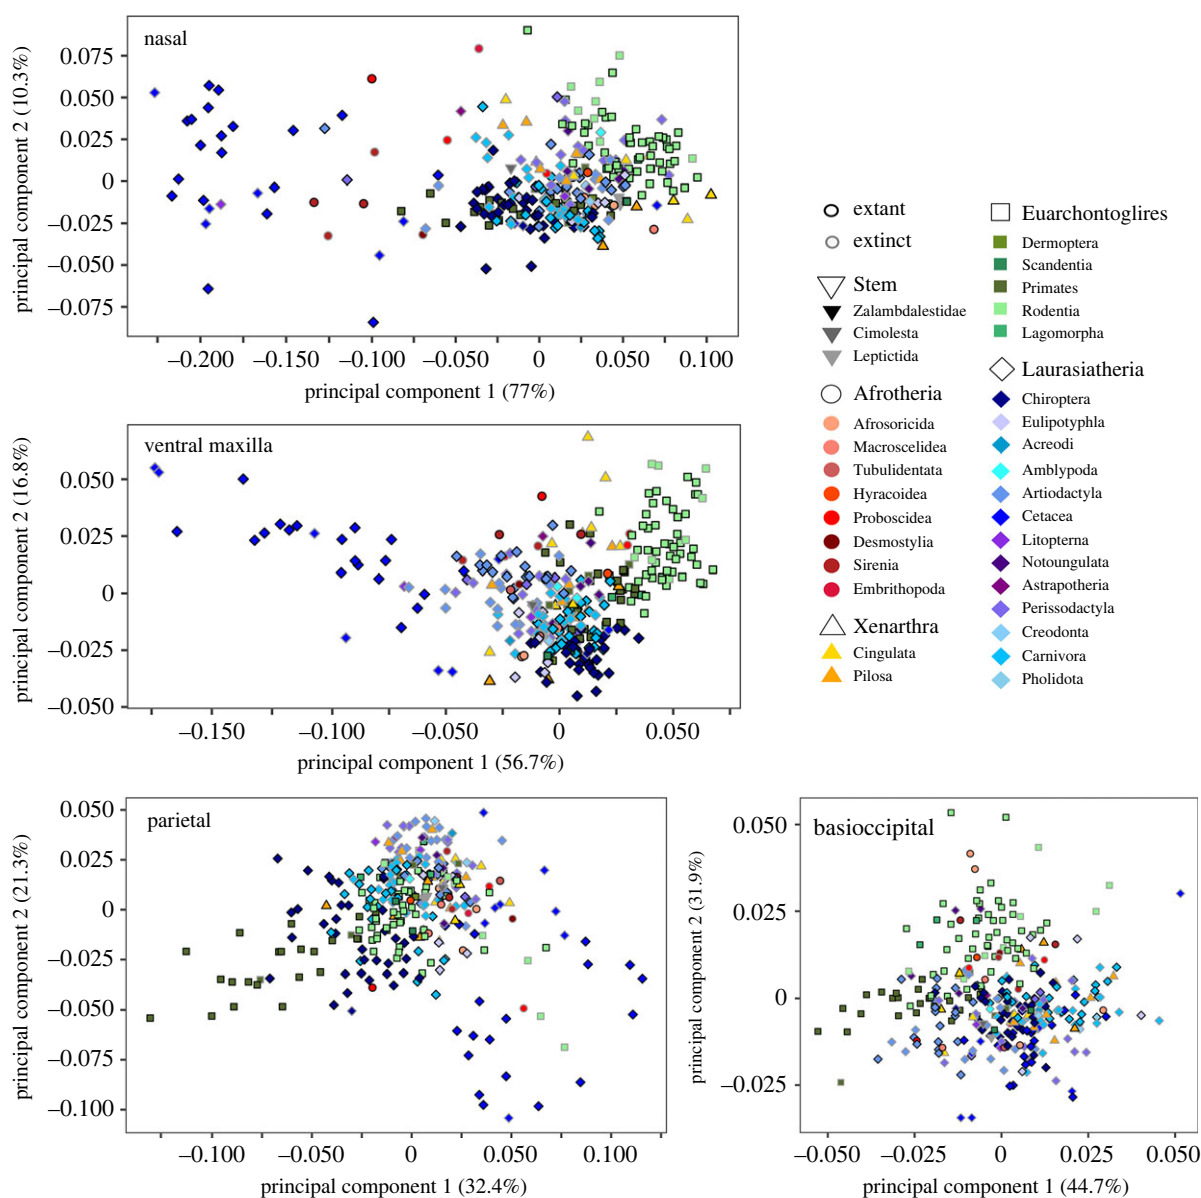 nasal
principal component 2 (10.3%)
0.075
0.050
0.025
0
−0.025
−0.050
−0.075
−0.200 −0.150 −0.100 −0.050 0 0.050 0.100
principal component 1 (77%)
ventral maxilla
principal component 2 (16.8%)
0.050
0.025
0
−0.025
−0.050
−0.150 −0.100 −0.050 0 0.050
principal component 1 (56.7%)
extant
extinct
Stem
Zalambdalestidae
Cimolesta
Leptictida
Afrotheria
Afrosoricida
Macroscelidea
Tubulidentata
Hyracoidea
Proboscidea
Desmostylia
Sirenia
Embrithopoda
Xenarthra
Cingulata
Pilosa
Euarchontoglires
Dermoptera
Scandentia
Primates
Rodentia
Lagomorpha
Laurasiatheria
Chiroptera
Eulipotyphla
Acreodi
Amblypoda
Artiodactyla
Cetacea
Litopterna
Notoungulata
Astrapotheria
Perissodactyla
Creodonta
Carnivora
Pholidota
parietal
principal component 2 (21.3%)
0.050
0.025
0
−0.025
−0.050
−0.075
−0.100
−0.100 −0.050 0 0.050 0.100
principal component 1 (32.4%)
basioccipital
principal component 2 (31.9%)
0.050
0.025
0
−0.025
−0.050 −0.025 0 0.025 0.050
principal component 1 (44.7%)